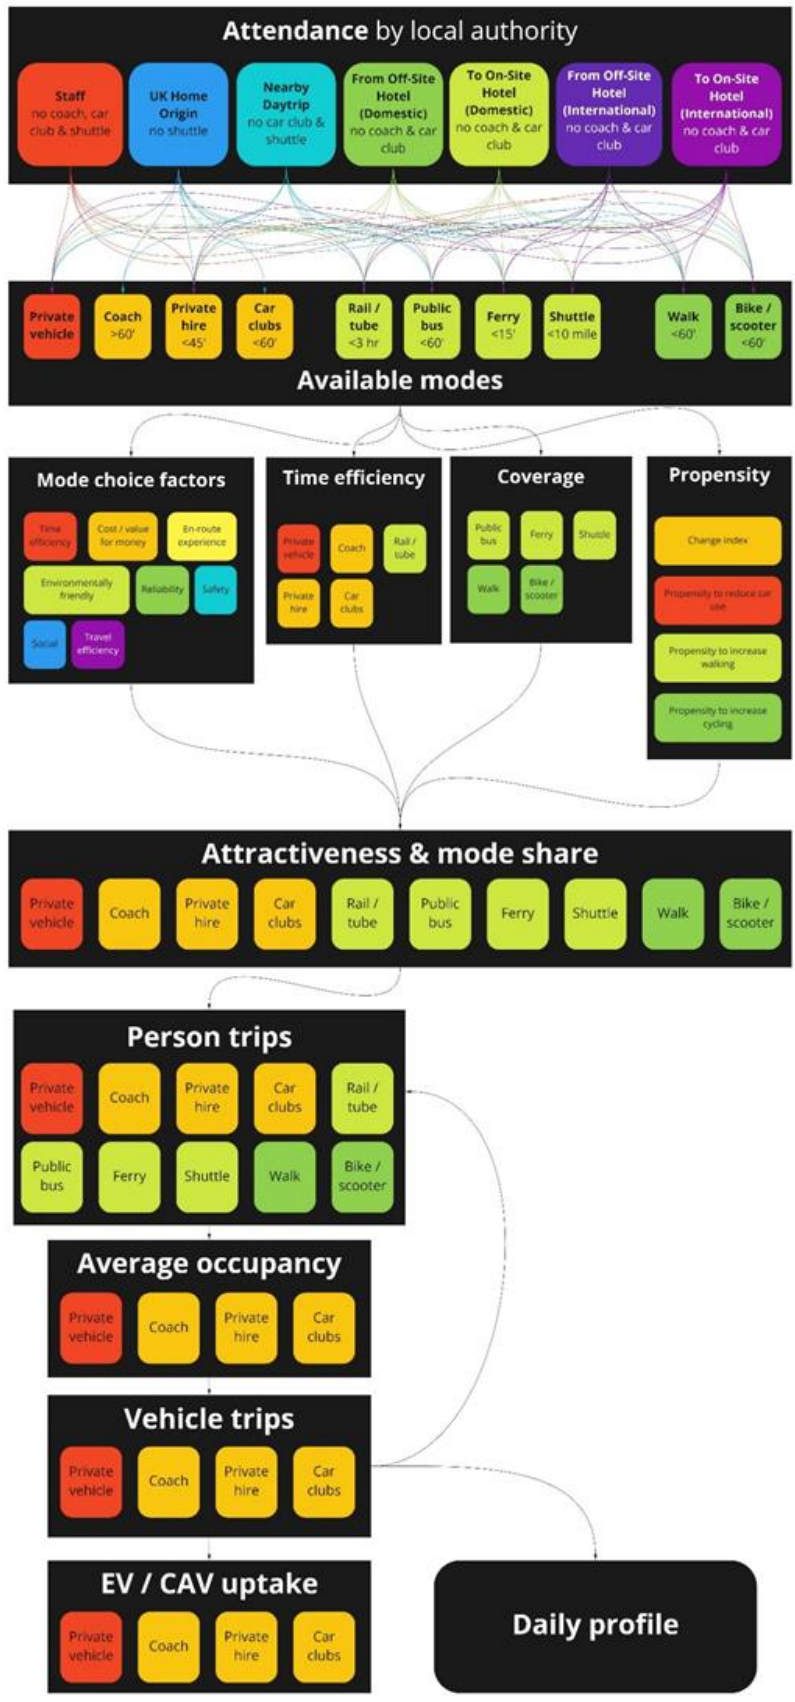 Attendance by local authority
Staff
no coach, car
club & shuttle
UK Home
Origin
no shuttle
Nearby
Daytrip
no car club &
shuttle
From Off-Site
Hotel
(Domestic)
no coach & car
club
To On-Site
Hotel
(Domestic)
no coach & car
club
From Off-Site
Hotel
(International)
no coach & car
club
To On-Site
Hotel
(International)
no coach & car
club
Private
vehicle
Coach
>60'
Private
hire
<45'
Car
clubs
<60'
Rail /
tube
<3 hr
Public
bus
<60'
Ferry
<15'
Shuttle
<10 mile
Walk
<60'
Bike /
scooter
<60'
Available modes
Mode choice factors
Time
efficiency
Cost / value
for money
En-route
experience
Environmentally
friendly
Reliability
Safety
Social
Travel
efficiency
Time efficiency
Private
vehicle
Coach
Rail /
tube
Private
hire
Car
clubs
Coverage
Public
bus
Ferry
Shuttle
Walk
Bike /
scooter
Propensity
Change index
Propensity to reduce car
use
Propensity to increase
walking
Propensity to increase
cycling
Attractiveness & mode share
Private
vehicle
Coach
Private
hire
Car
clubs
Rail /
tube
Public
bus
Ferry
Shuttle
Walk
Bike /
scooter
Person trips
Private
vehicle
Coach
Private
hire
Car
clubs
Rail /
tube
Public
bus
Ferry
Shuttle
Walk
Bike /
scooter
Average occupancy
Private
vehicle
Coach
Private
hire
Car
clubs
Vehicle trips
Private
vehicle
Coach
Private
hire
Car
clubs
EV / CAV uptake
Private
vehicle
Coach
Private
hire
Car
clubs
Daily profile